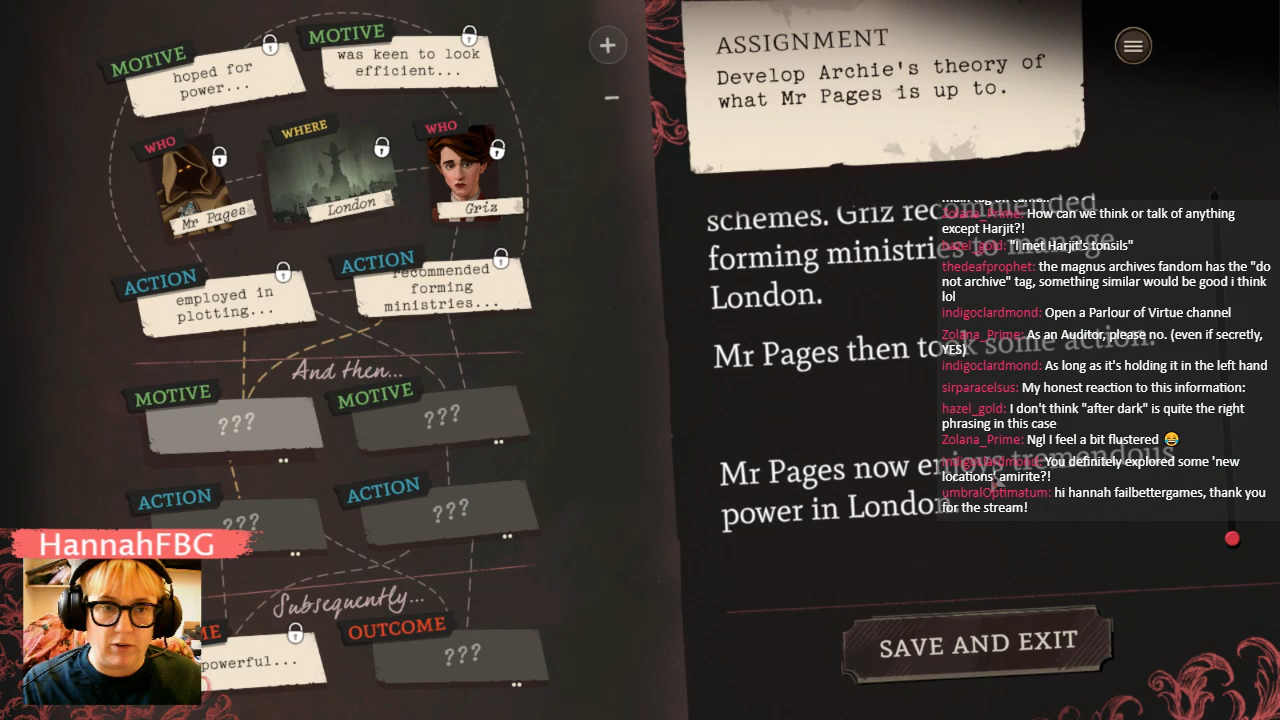 MOTIVE
hoped for
power...
MOTIVE
was keen to look
efficient...
WHO
Mr Pages
WHERE
London
WHO
Griz
ACTION
employed in
plotting...
ACTION
recommended
forming
ministries...
And then...
MOTIVE
???
MOTIVE
???
ACTION
???
ACTION
???
Subsequently...
ME
powerful...
OUTCOME
???
HannahFBG
ASSIGNMENT
Develop Archie's theory of
what Mr Pages is up to.
schemes. Griz recommended
forming ministries to manage
London.
Mr Pages then took some action.
Mr Pages now enjoys tremendous
power in London
SAVE AND EXIT
Zolana_Prime: How can we think or talk of anything
except Harjit?!
hazel_gold: "I met Harjit's tonsils"
thedeafprophet: the magnus archives fandom has the "do
not archive" tag, something similar would be good i think
lol
indigoclardmond: Open a Parlour of Virtue channel
Zolana_Prime: As an Auditor, please no. (even if secretly,
YES)
indigoclardmond: As long as it's holding it in the left hand
sirparacelsus: My honest reaction to this information:
hazel_gold: I don't think "after dark" is quite the right
phrasing in this case
Zolana_Prime: Ngl I feel a bit flustered 😅
indigoclardmond: You definitely explored some 'new
locations' amirite?!
umbralOptimatum: hi hannah failbettergames, thank you
for the stream!